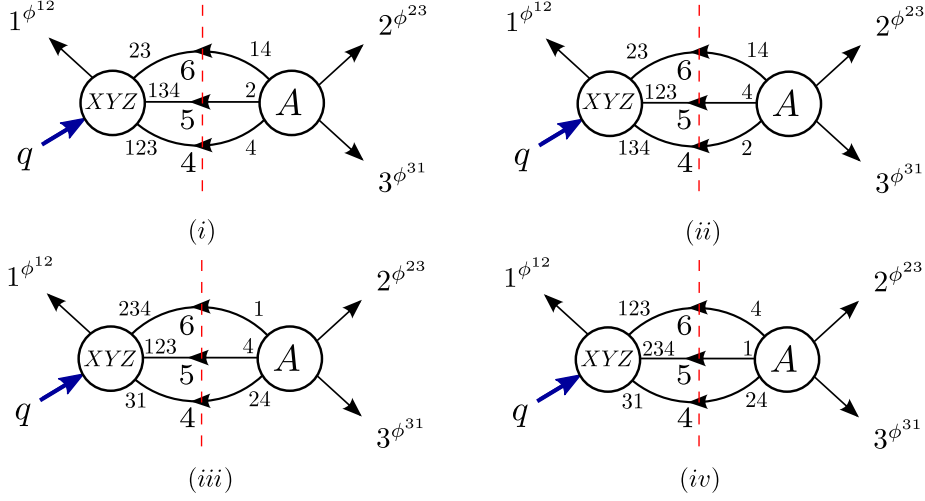 1^{ϕ^{12}} 23 14 2^{ϕ^{23}}
6
XYZ 134 2 A
5
q 123 4 4 3^{ϕ^{31}}
(i)
1^{ϕ^{12}} 23 14 2^{ϕ^{23}}
6
XYZ 123 4 A
5
q 134 4 2 3^{ϕ^{31}}
(ii)
1^{ϕ^{12}} 234 1 2^{ϕ^{23}}
6
XYZ 123 4 A
5
q 31 4 24 3^{ϕ^{31}}
(iii)
1^{ϕ^{12}} 123 4 2^{ϕ^{23}}
6
XYZ 234 1 A
5
q 31 4 24 3^{ϕ^{31}}
(iv)